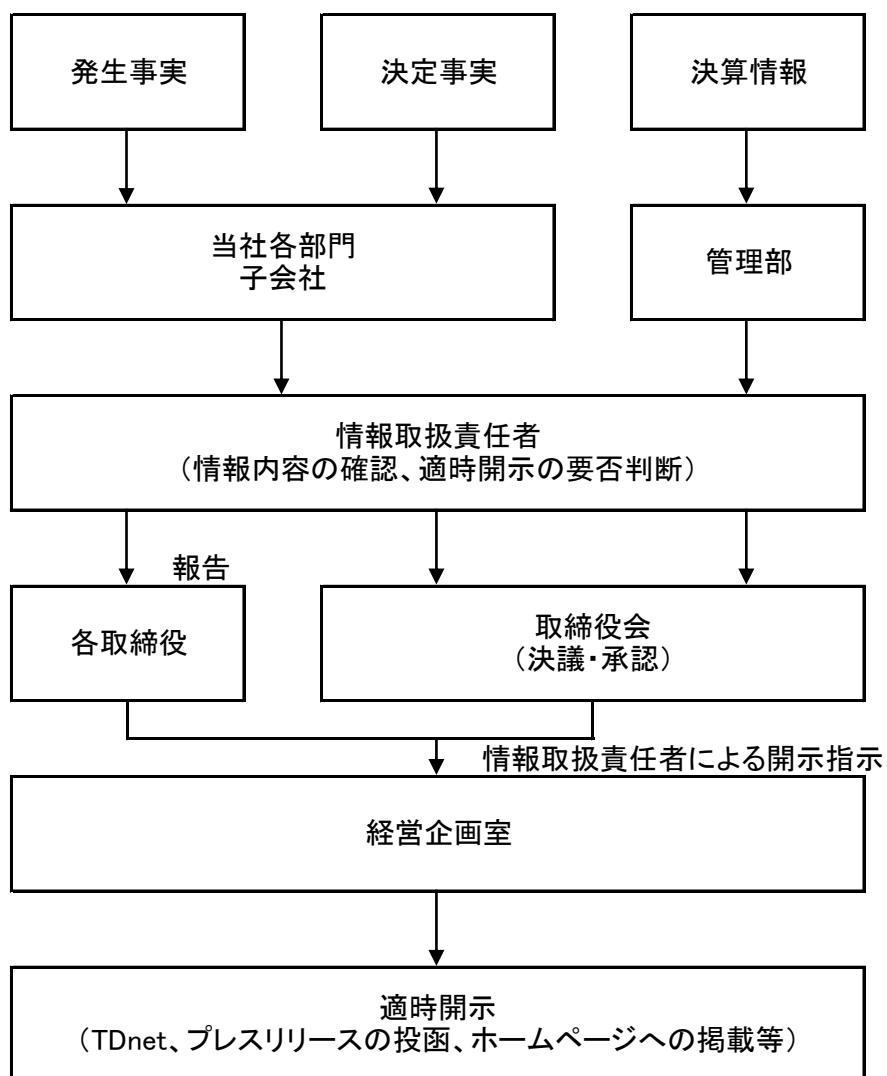 発生事実
決定事実
決算情報
当社各部門
子会社
管理部
情報取扱責任者
（情報内容の確認、適時開示の要否判断）
報告
各取締役
取締役会
（決議・承認）
情報取扱責任者による開示指示
経営企画室
適時開示
（TDnet、プレスリリースの投函、ホームページへの掲載等）